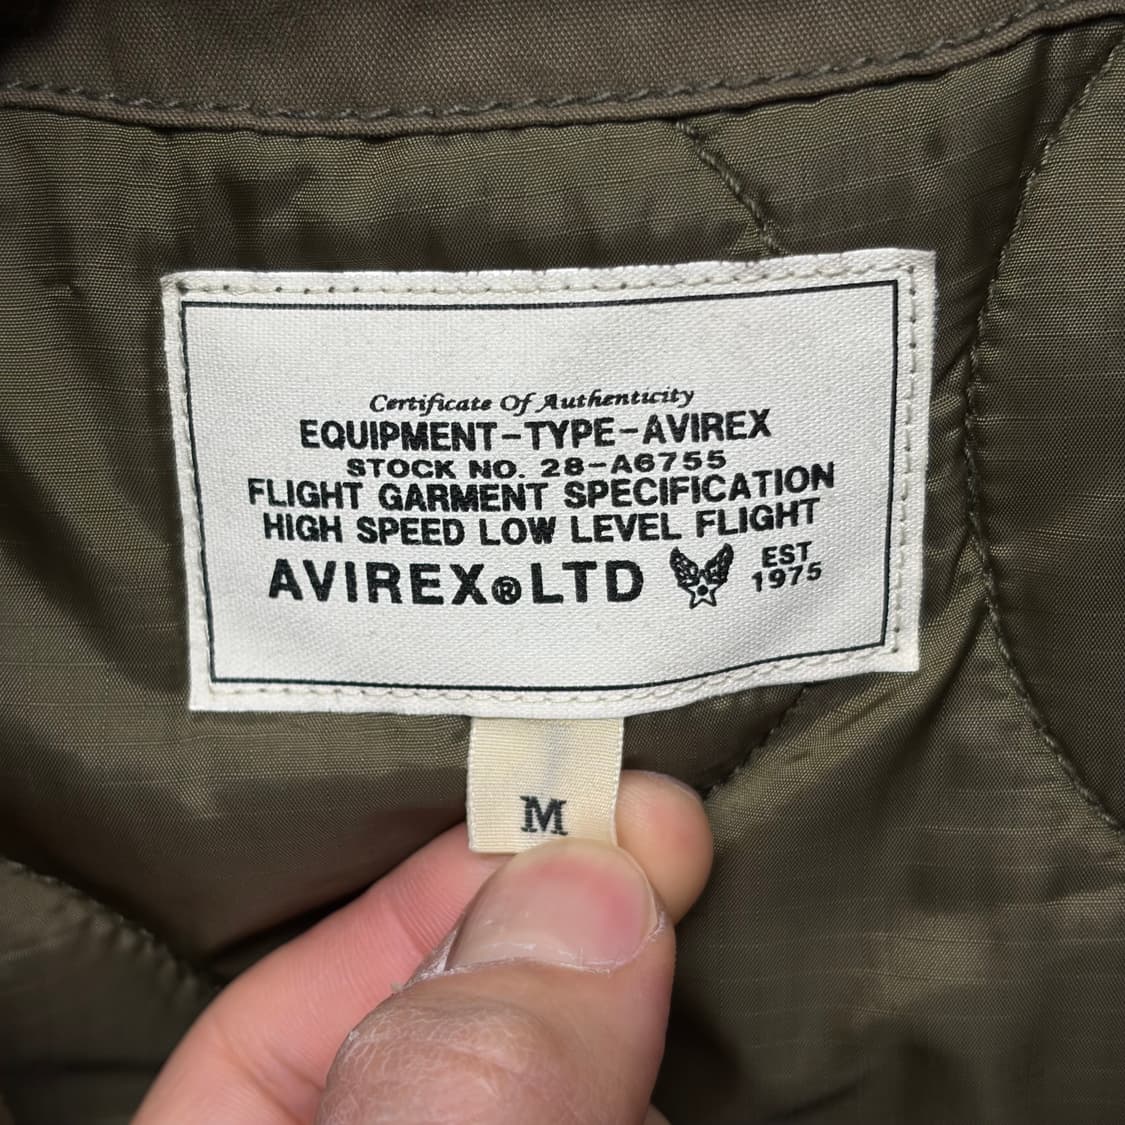 Certificate Of Authenticity
EQUIPMENT-TYPE-AVIREX
STOCK NO. 28-A6755
FLIGHT GARMENT SPECIFICATION
HIGH SPEED LOW LEVEL FLIGHT
AVIREX®LTD
EST
1975
M